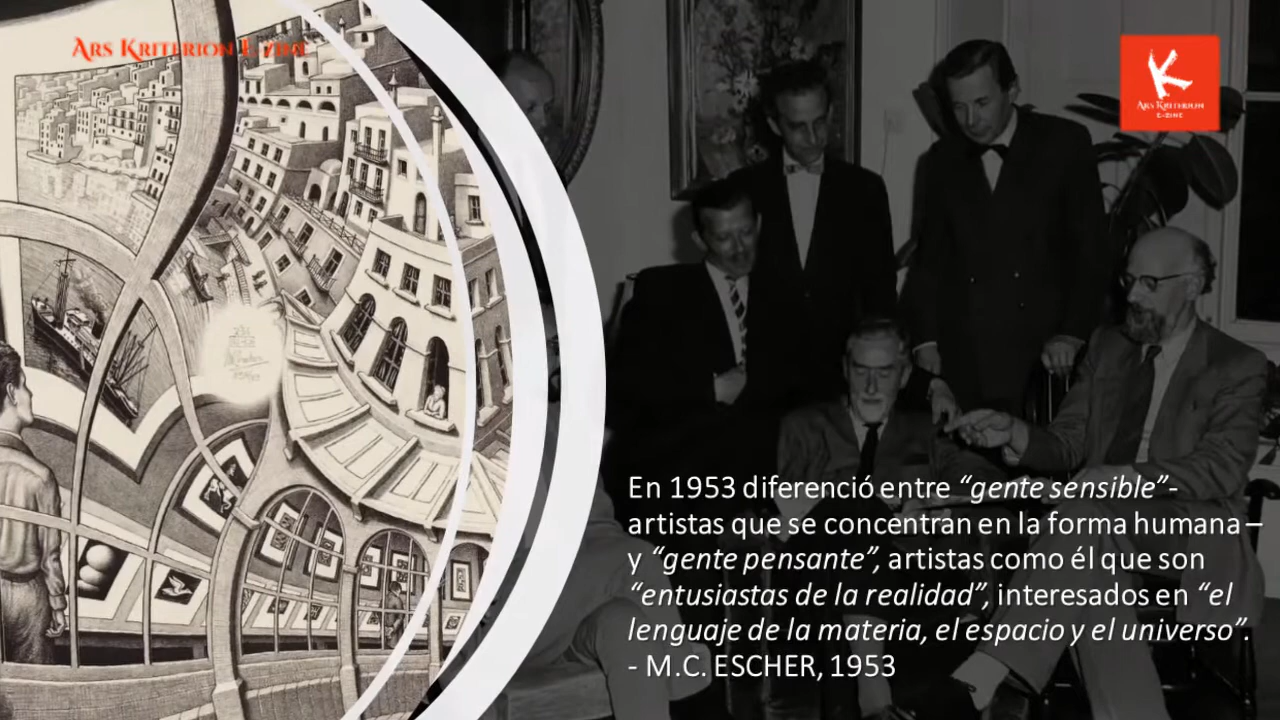 ARS KRITERION E-ZINE
K
ARS KRITERION
E-ZINE
En 1953 diferenció entre “gente sensible”-
artistas que se concentran en la forma humana –
y “gente pensante”, artistas como él que son
“entusiastas de la realidad”, interesados en “el
lenguaje de la materia, el espacio y el universo”.
- M.C. ESCHER, 1953